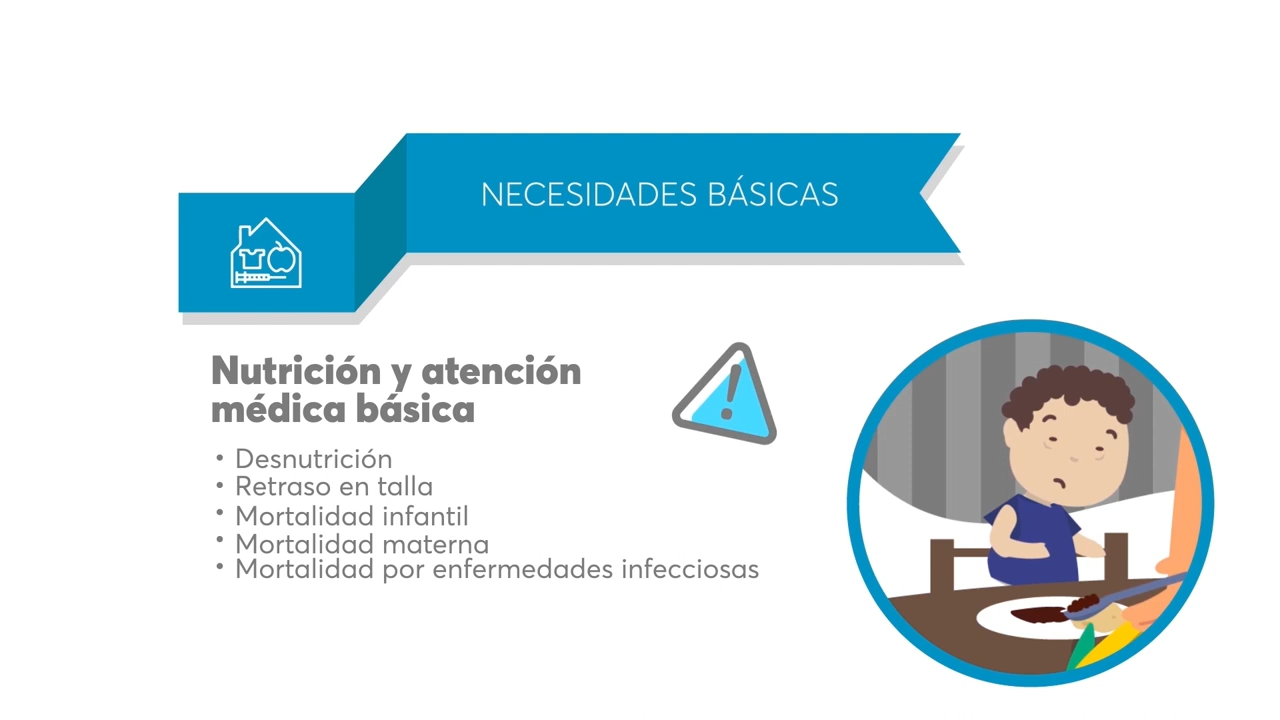 NECESIDADES BÁSICAS
Nutrición y atención
médica básica
• Desnutrición
• Retraso en talla
• Mortalidad infantil
• Mortalidad materna
• Mortalidad por enfermedades infecciosas